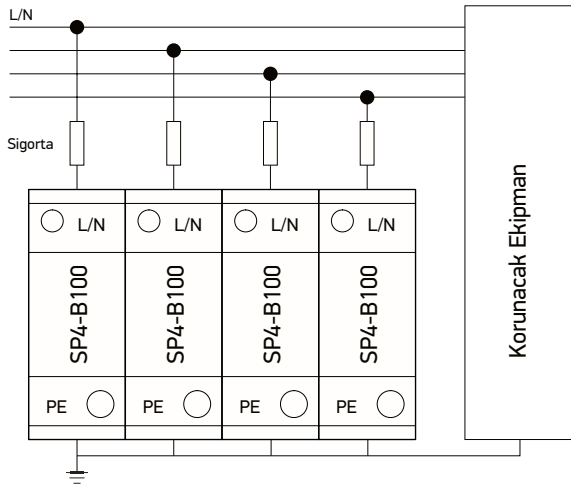 L/N
Sigorta
L/N
L/N
L/N
L/N
SP4-B100
SP4-B100
SP4-B100
SP4-B100
PE
PE
PE
PE
Korunacak Ekipman